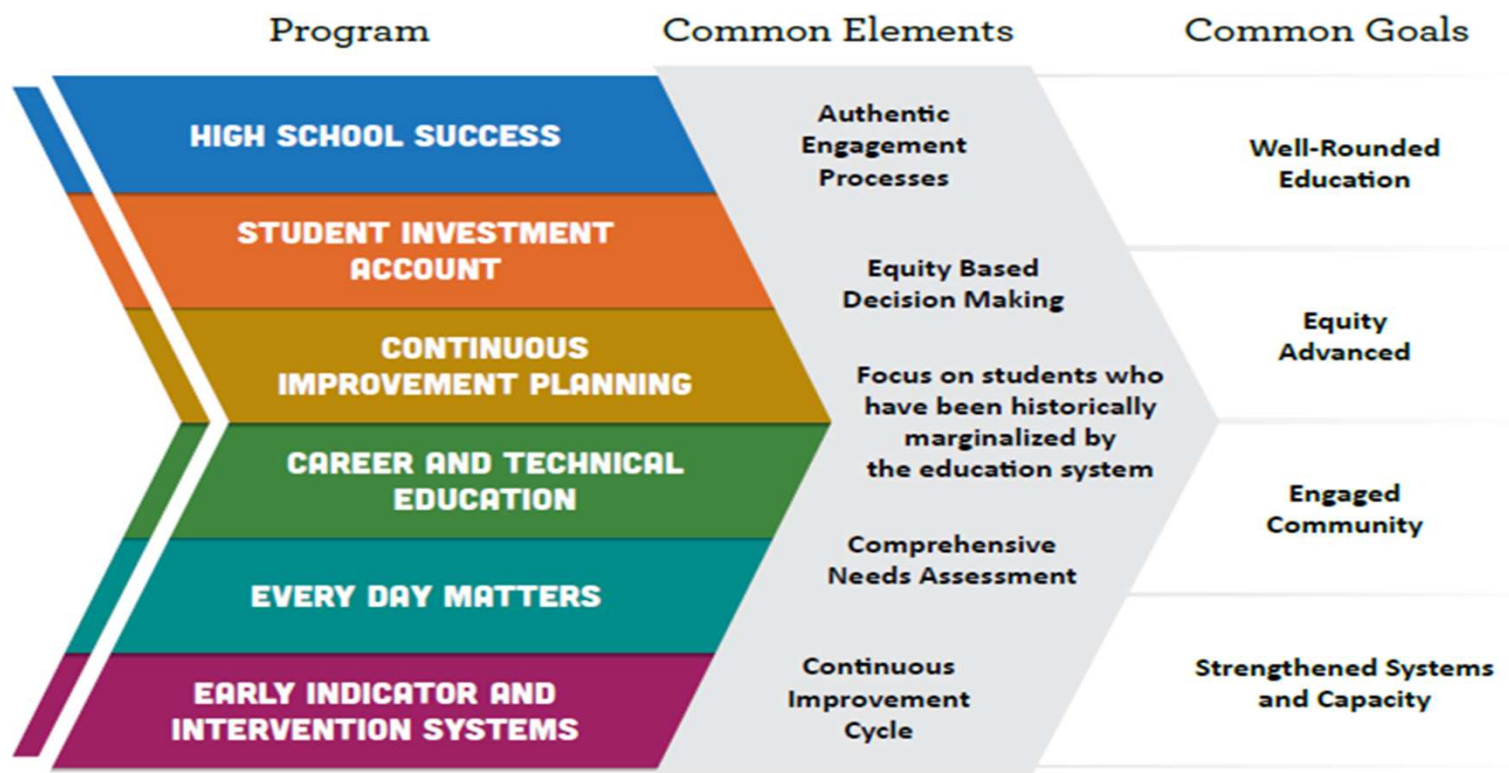 Program
Common Elements
Common Goals
HIGH SCHOOL SUCCESS
STUDENT INVESTMENT
ACCOUNT
CONTINUOUS
IMPROVEMENT PLANNING
CAREER AND TECHNICAL
EDUCATION
EVERY DAY MATTERS
EARLY INDICATOR AND
INTERVENTION SYSTEMS
Authentic
Engagement
Processes
Equity Based
Decision Making
Focus on students who
have been historically
marginalized by
the education system
Comprehensive
Needs Assessment
Continuous
Improvement
Cycle
Well-Rounded
Education
Equity
Advanced
Engaged
Community
Strengthened Systems
and Capacity